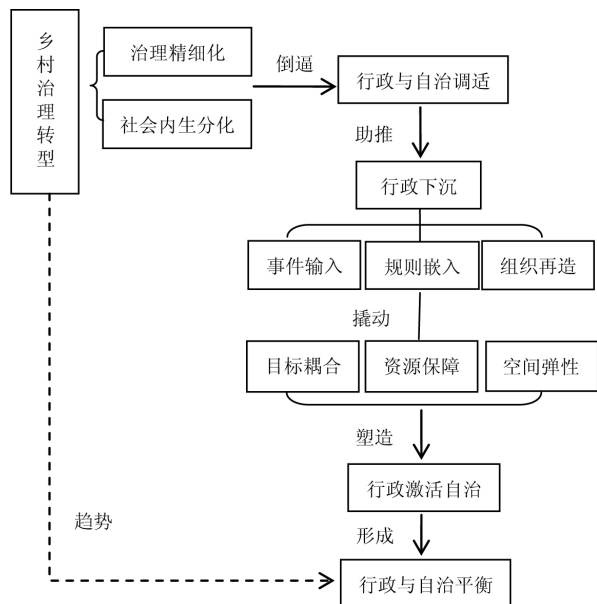 乡村治理转型
治理精细化
社会内生分化
倒逼
行政与自治调适
助推
行政下沉
事件输入
规则嵌入
组织再造
撬动
目标耦合
资源保障
空间弹性
塑造
行政激活自治
形成
趋势
行政与自治平衡